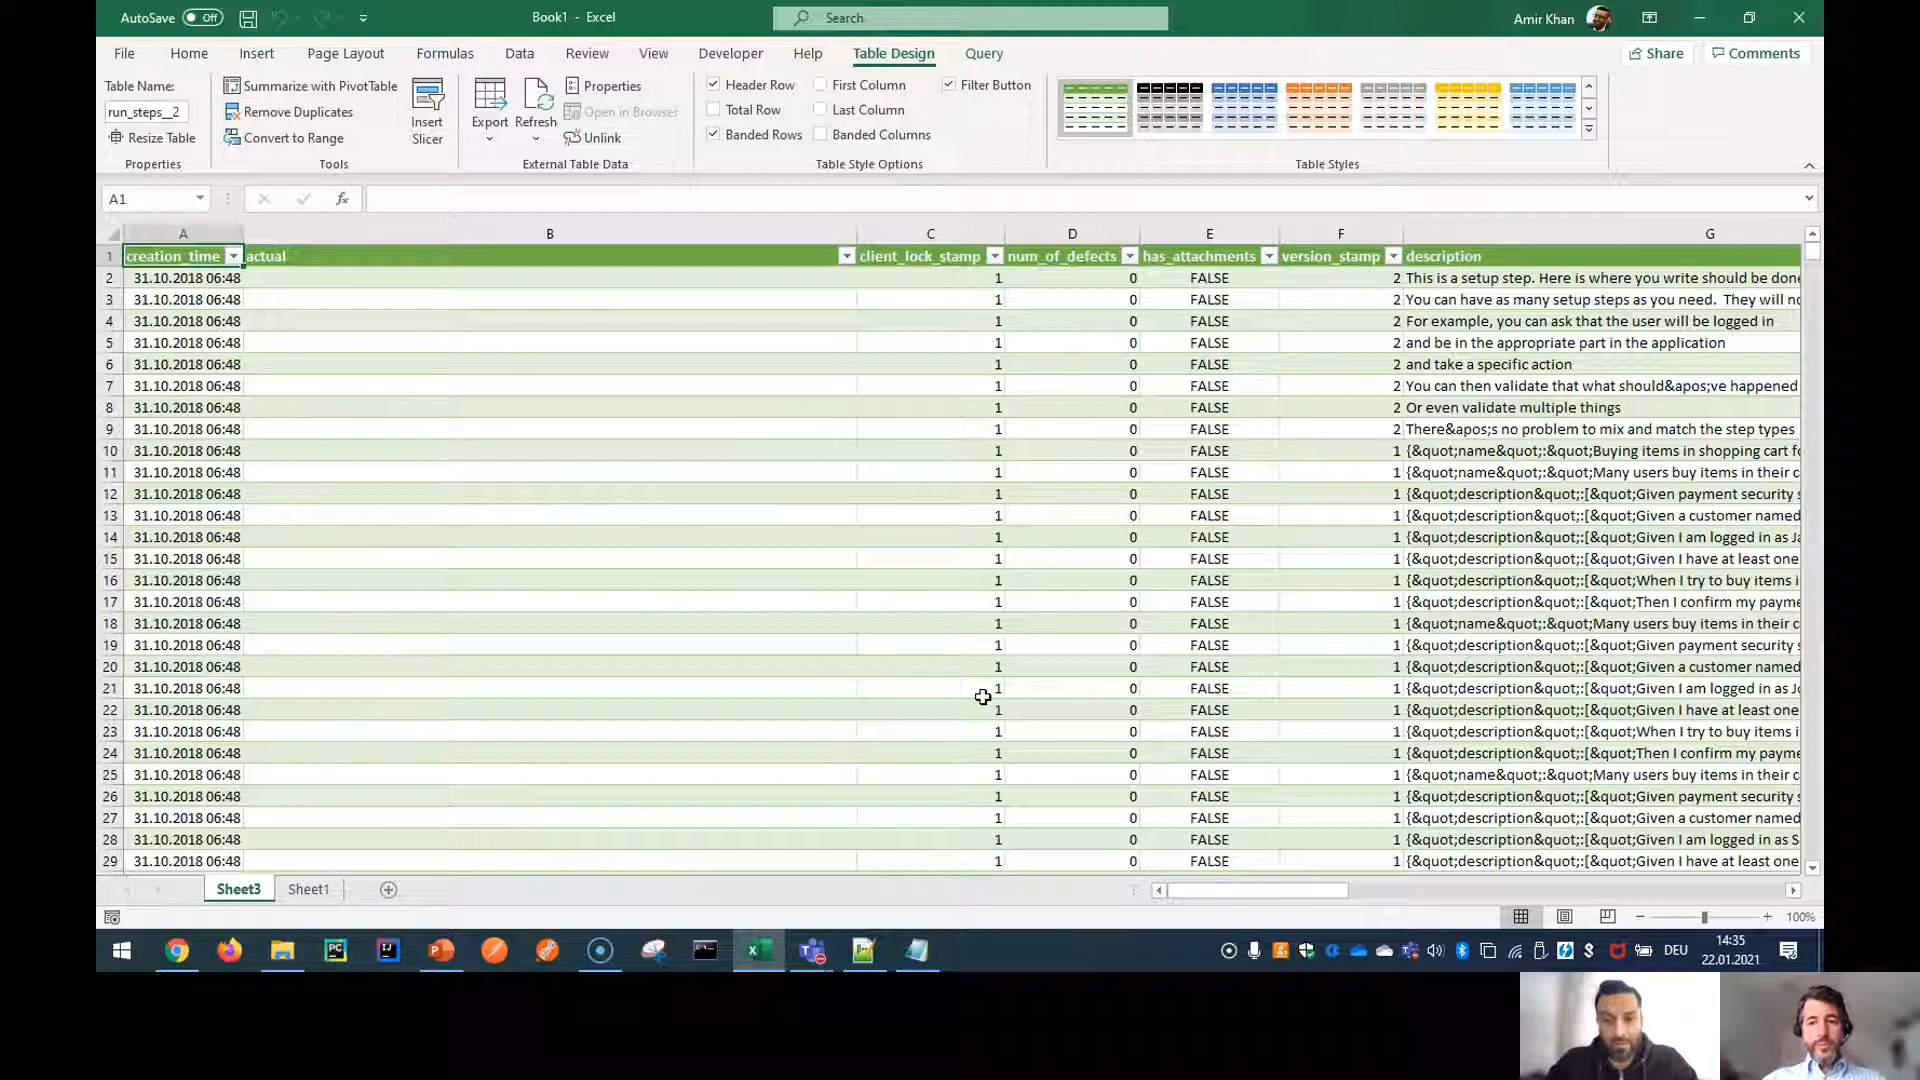 AutoSave Off Book1 - Excel Search Amir Khan
File Home Insert Page Layout Formulas Data Review View Developer Help Table Design Query Share Comments
Table Name:
run_steps__2
Resize Table
Properties
Summarize with PivotTable
Remove Duplicates
Convert to Range
Insert
Slicer
Tools
Export
Refresh
Properties
Open in Browser
Unlink
External Table Data
Header Row First Column Filter Button
Total Row Last Column
Banded Rows Banded Columns
Table Style Options
Table Styles
A1 fx
A B C D E F G
1 creation_time actual client_lock_stamp num_of_defects has_attachments version_stamp description
2 31.10.2018 06:48 1 0 FALSE 2 This is a setup step. Here is where you write should be done
3 31.10.2018 06:48 1 0 FALSE 2 You can have as many setup steps as you need. They will no
4 31.10.2018 06:48 1 0 FALSE 2 For example, you can ask that the user will be logged in
5 31.10.2018 06:48 1 0 FALSE 2 and be in the appropriate part in the application
6 31.10.2018 06:48 1 0 FALSE 2 and take a specific action
7 31.10.2018 06:48 1 0 FALSE 2 You can then validate that what should&apos;ve happened
8 31.10.2018 06:48 1 0 FALSE 2 Or even validate multiple things
9 31.10.2018 06:48 1 0 FALSE 2 There&apos;s no problem to mix and match the step types
10 31.10.2018 06:48 1 0 FALSE 1 {&quot;name&quot;:&quot;Buying items in shopping cart fo
11 31.10.2018 06:48 1 0 FALSE 1 {&quot;name&quot;:&quot;Many users buy items in their c
12 31.10.2018 06:48 1 0 FALSE 1 {&quot;description&quot;:[&quot;Given payment security s
13 31.10.2018 06:48 1 0 FALSE 1 {&quot;description&quot;:[&quot;Given a customer named
14 31.10.2018 06:48 1 0 FALSE 1 {&quot;description&quot;:[&quot;Given I am logged in as Ja
15 31.10.2018 06:48 1 0 FALSE 1 {&quot;description&quot;:[&quot;Given I have at least one
16 31.10.2018 06:48 1 0 FALSE 1 {&quot;description&quot;:[&quot;When I try to buy items i
17 31.10.2018 06:48 1 0 FALSE 1 {&quot;description&quot;:[&quot;Then I confirm my payme
18 31.10.2018 06:48 1 0 FALSE 1 {&quot;name&quot;:&quot;Many users buy items in their c
19 31.10.2018 06:48 1 0 FALSE 1 {&quot;description&quot;:[&quot;Given payment security s
20 31.10.2018 06:48 1 0 FALSE 1 {&quot;description&quot;:[&quot;Given a customer named
21 31.10.2018 06:48 1 0 FALSE 1 {&quot;description&quot;:[&quot;Given I am logged in as Jo
22 31.10.2018 06:48 1 0 FALSE 1 {&quot;description&quot;:[&quot;Given I have at least one
23 31.10.2018 06:48 1 0 FALSE 1 {&quot;description&quot;:[&quot;When I try to buy items i
24 31.10.2018 06:48 1 0 FALSE 1 {&quot;description&quot;:[&quot;Then I confirm my payme
25 31.10.2018 06:48 1 0 FALSE 1 {&quot;name&quot;:&quot;Many users buy items in their c
26 31.10.2018 06:48 1 0 FALSE 1 {&quot;description&quot;:[&quot;Given payment security s
27 31.10.2018 06:48 1 0 FALSE 1 {&quot;description&quot;:[&quot;Given a customer named
28 31.10.2018 06:48 1 0 FALSE 1 {&quot;description&quot;:[&quot;Given I am logged in as S
29 31.10.2018 06:48 1 0 FALSE 1 {&quot;description&quot;:[&quot;Given I have at least one
Sheet3 Sheet1
100%
DEU 14:35
22.01.2021